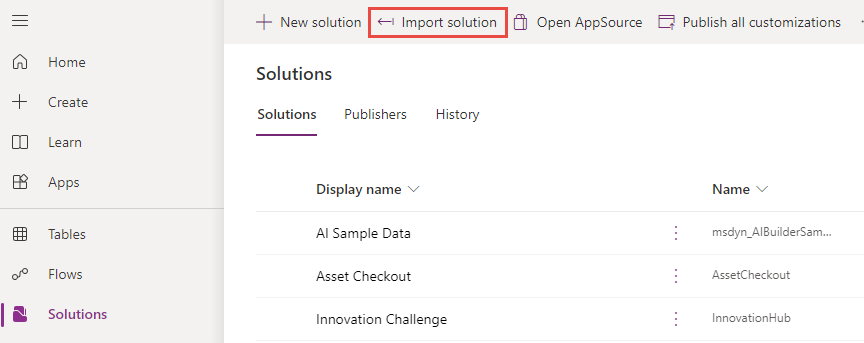 New solution Import solution Open AppSource Publish all customizations
Home
Create
Learn
Apps
Tables
Flows
Solutions
Solutions
Solutions Publishers History
Display name Name
AI Sample Data msdyn_AIBuilderSam...
Asset Checkout AssetCheckout
Innovation Challenge InnovationHub